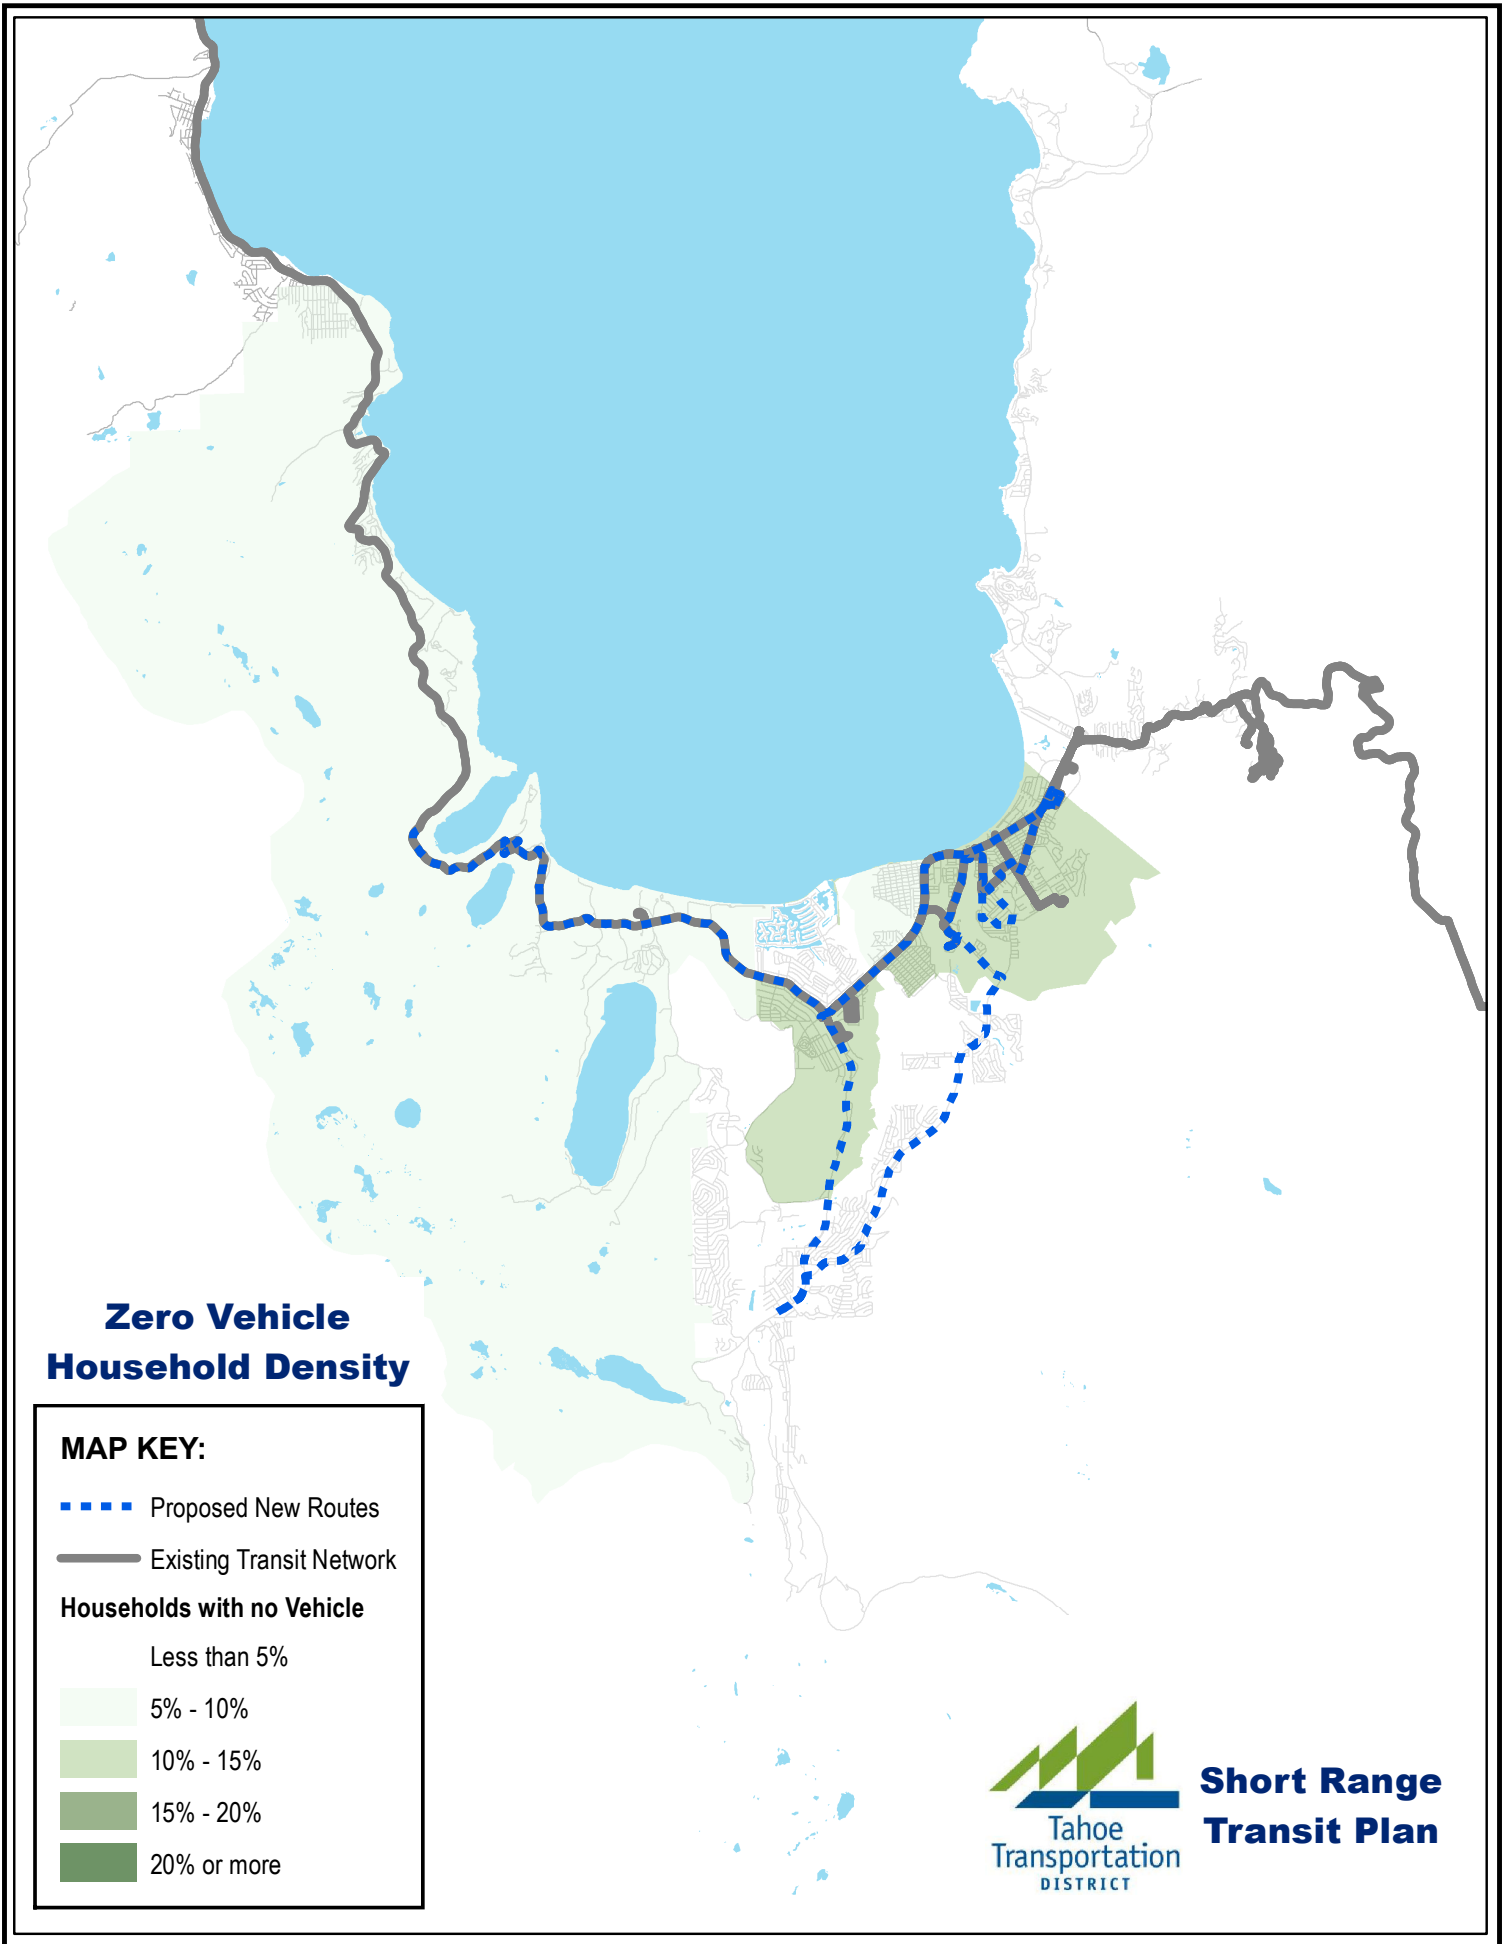 Zero Vehicle
Household Density
MAP KEY:
Proposed New Routes
Existing Transit Network
Households with no Vehicle
Less than 5%
5% - 10%
10% - 15%
15% - 20%
20% or more
Tahoe
Transportation
DISTRICT
Short Range
Transit Plan